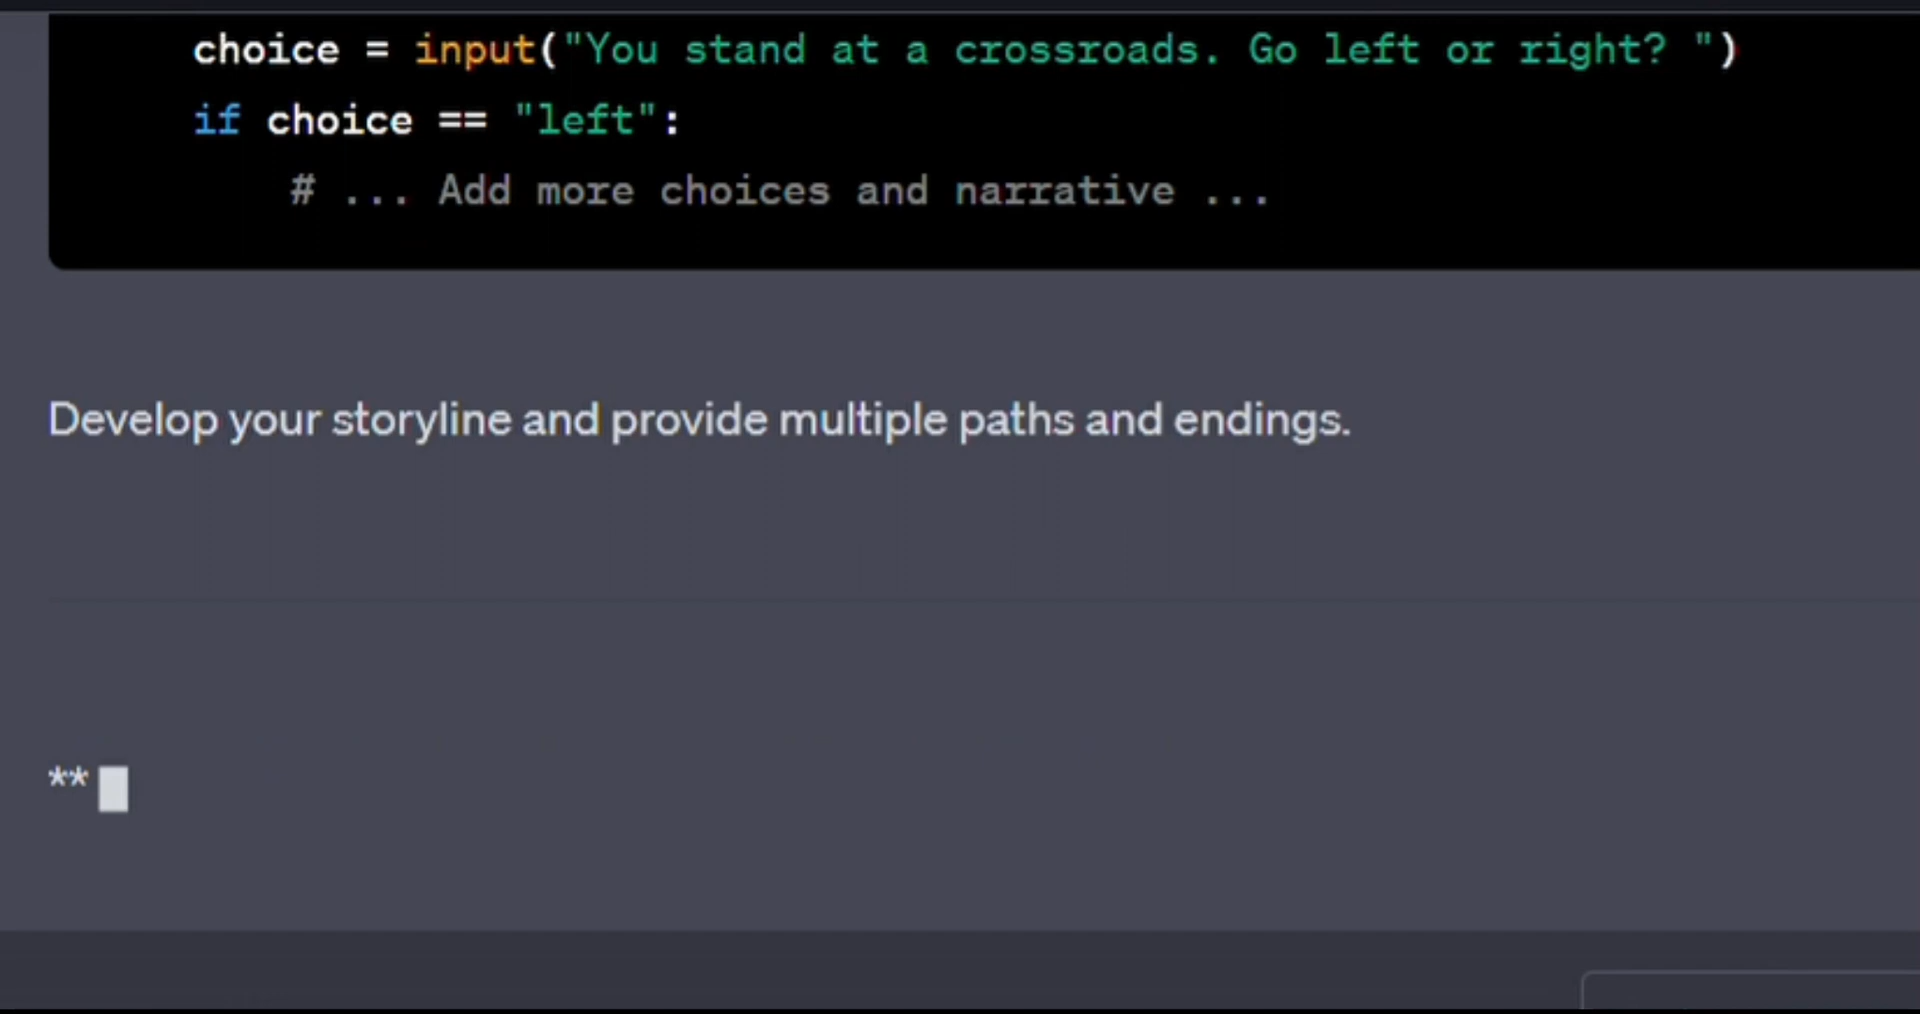 choice = input("You stand at a crossroads. Go left or right? ")
if choice == "left":
# ... Add more choices and narrative ...
Develop your storyline and provide multiple paths and endings.
**